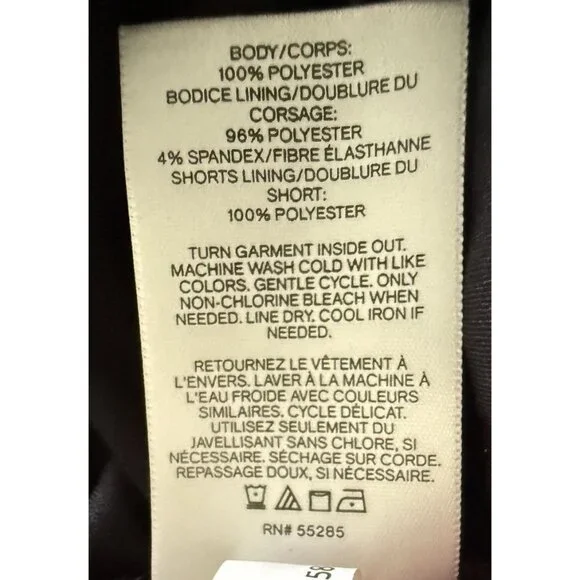 BODY/CORPS:
100% POLYESTER
BODICE LINING/DOUBLURE DU
CORSAGE:
96% POLYESTER
4% SPANDEX/FIBRE ÉLASTHANNE
SHORTS LINING/DOUBLURE DU
SHORT:
100% POLYESTER
TURN GARMENT INSIDE OUT.
MACHINE WASH COLD WITH LIKE
COLORS. GENTLE CYCLE. ONLY
NON-CHLORINE BLEACH WHEN
NEEDED. LINE DRY. COOL IRON IF
NEEDED.
RETOURNEZ LE VÊTEMENT À
L'ENVERS. LAVER À LA MACHINE À
L'EAU FROIDE AVEC COULEURS
SIMILAIRES. CYCLE DÉLICAT.
UTILISEZ SEULEMENT DU
JAVELLISANT SANS CHLORE, SI
NÉCESSAIRE. SÉCHAGE SUR CORDE.
REPASSAGE DOUX, SI NÉCESSAIRE.
RN# 55285